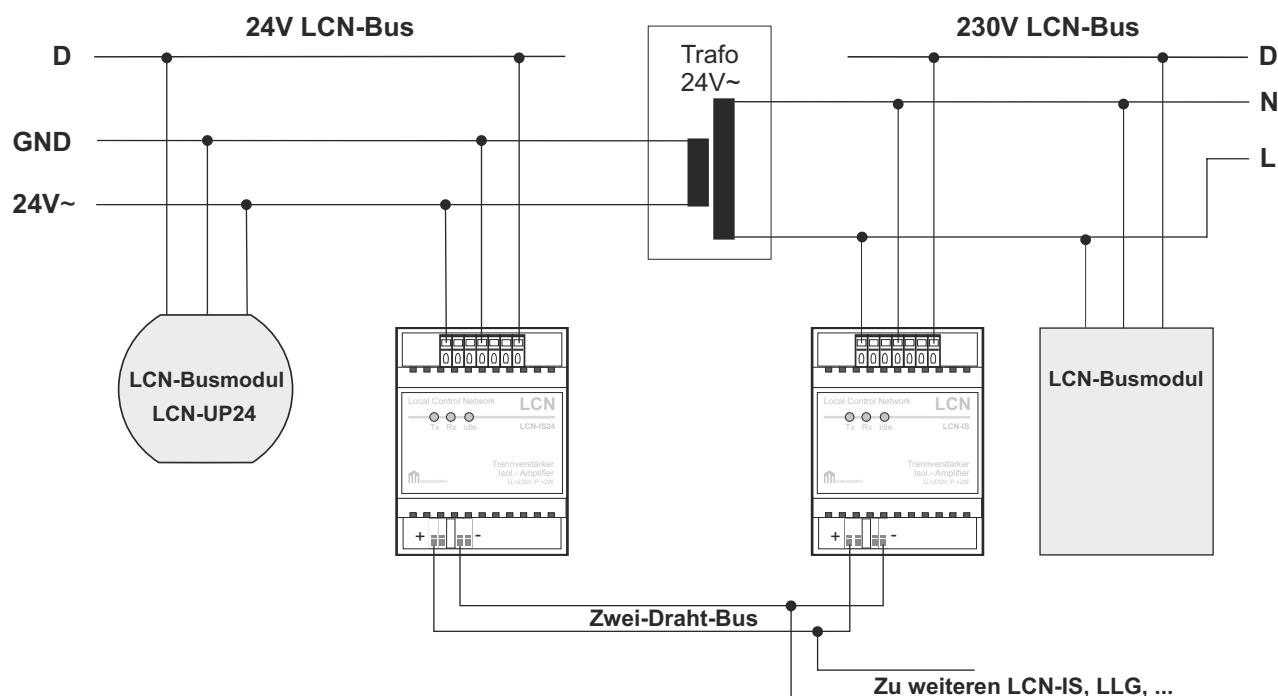 24V LCN-Bus
230V LCN-Bus
D
GND
24V~
Trafo
24V~
D
N
L
LCN-Busmodul
LCN-UP24
Local Control Network LCN
Tx Rx Idle LCN-IS24
Trennverstärker
Isol.- Amplifier
+ -
Local Control Network LCN
Tx Rx Idle LCN-IS
Trennverstärker
Isol.- Amplifier
+ -
LCN-Busmodul
Zwei-Draht-Bus
Zu weiteren LCN-IS, LLG, ...